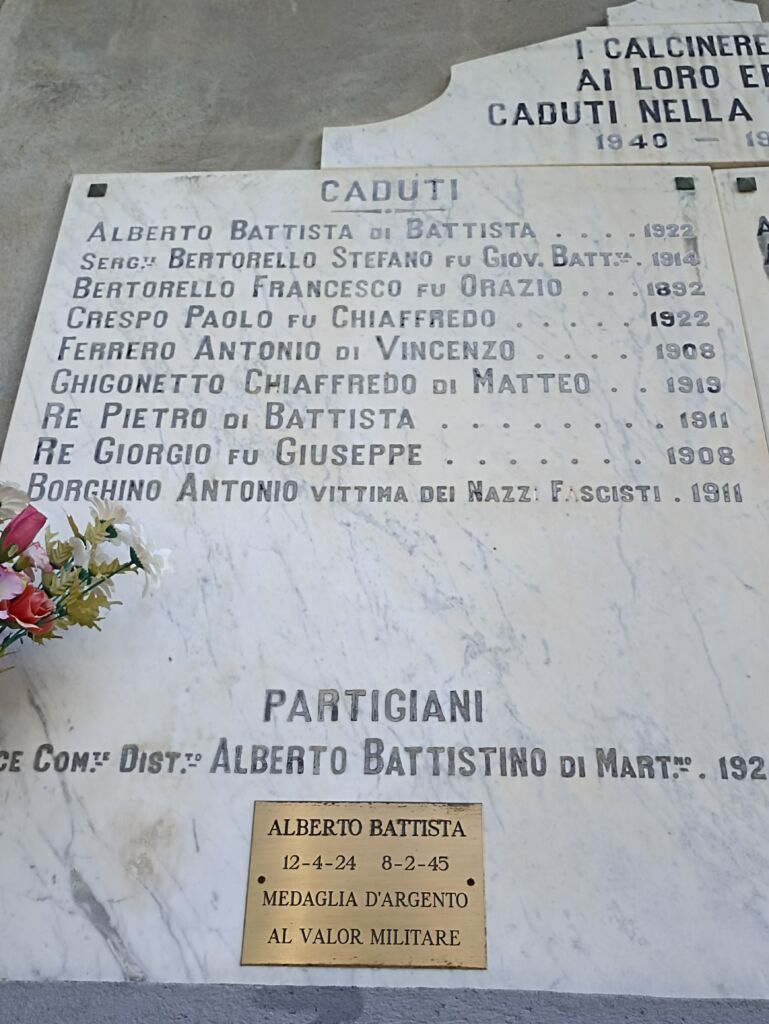 I CALCINERE
AI LORO
CADUTI NELLA
1940 –
CADUTI
ALBERTO BATTISTA DI BATTISTA . . . . 1922
SERG.TE BERTORELLO STEFANO FU GIOV. BATT.TA . 1914
BERTORELLO FRANCESCO FU ORAZIO . . . 1892
CRESPO PAOLO FU CHIAFFREDO . . . . . 1922
FERRERO ANTONIO DI VINCENZO . . . . 1908
GHIGONETTO CHIAFFREDO DI MATTEO . . 1919
RE PIETRO DI BATTISTA . . . . . . . . 1911
RE GIORGIO FU GIUSEPPE . . . . . . . 1908
BORGHINO ANTONIO VITTIMA DEI NAZZI FASCISTI . 1911
PARTIGIANI
CE COM.TE DIST.TO ALBERTO BATTISTINO DI MART.NO . 192
ALBERTO BATTISTA
12-4-24 8-2-45
MEDAGLIA D'ARGENTO
AL VALOR MILITARE